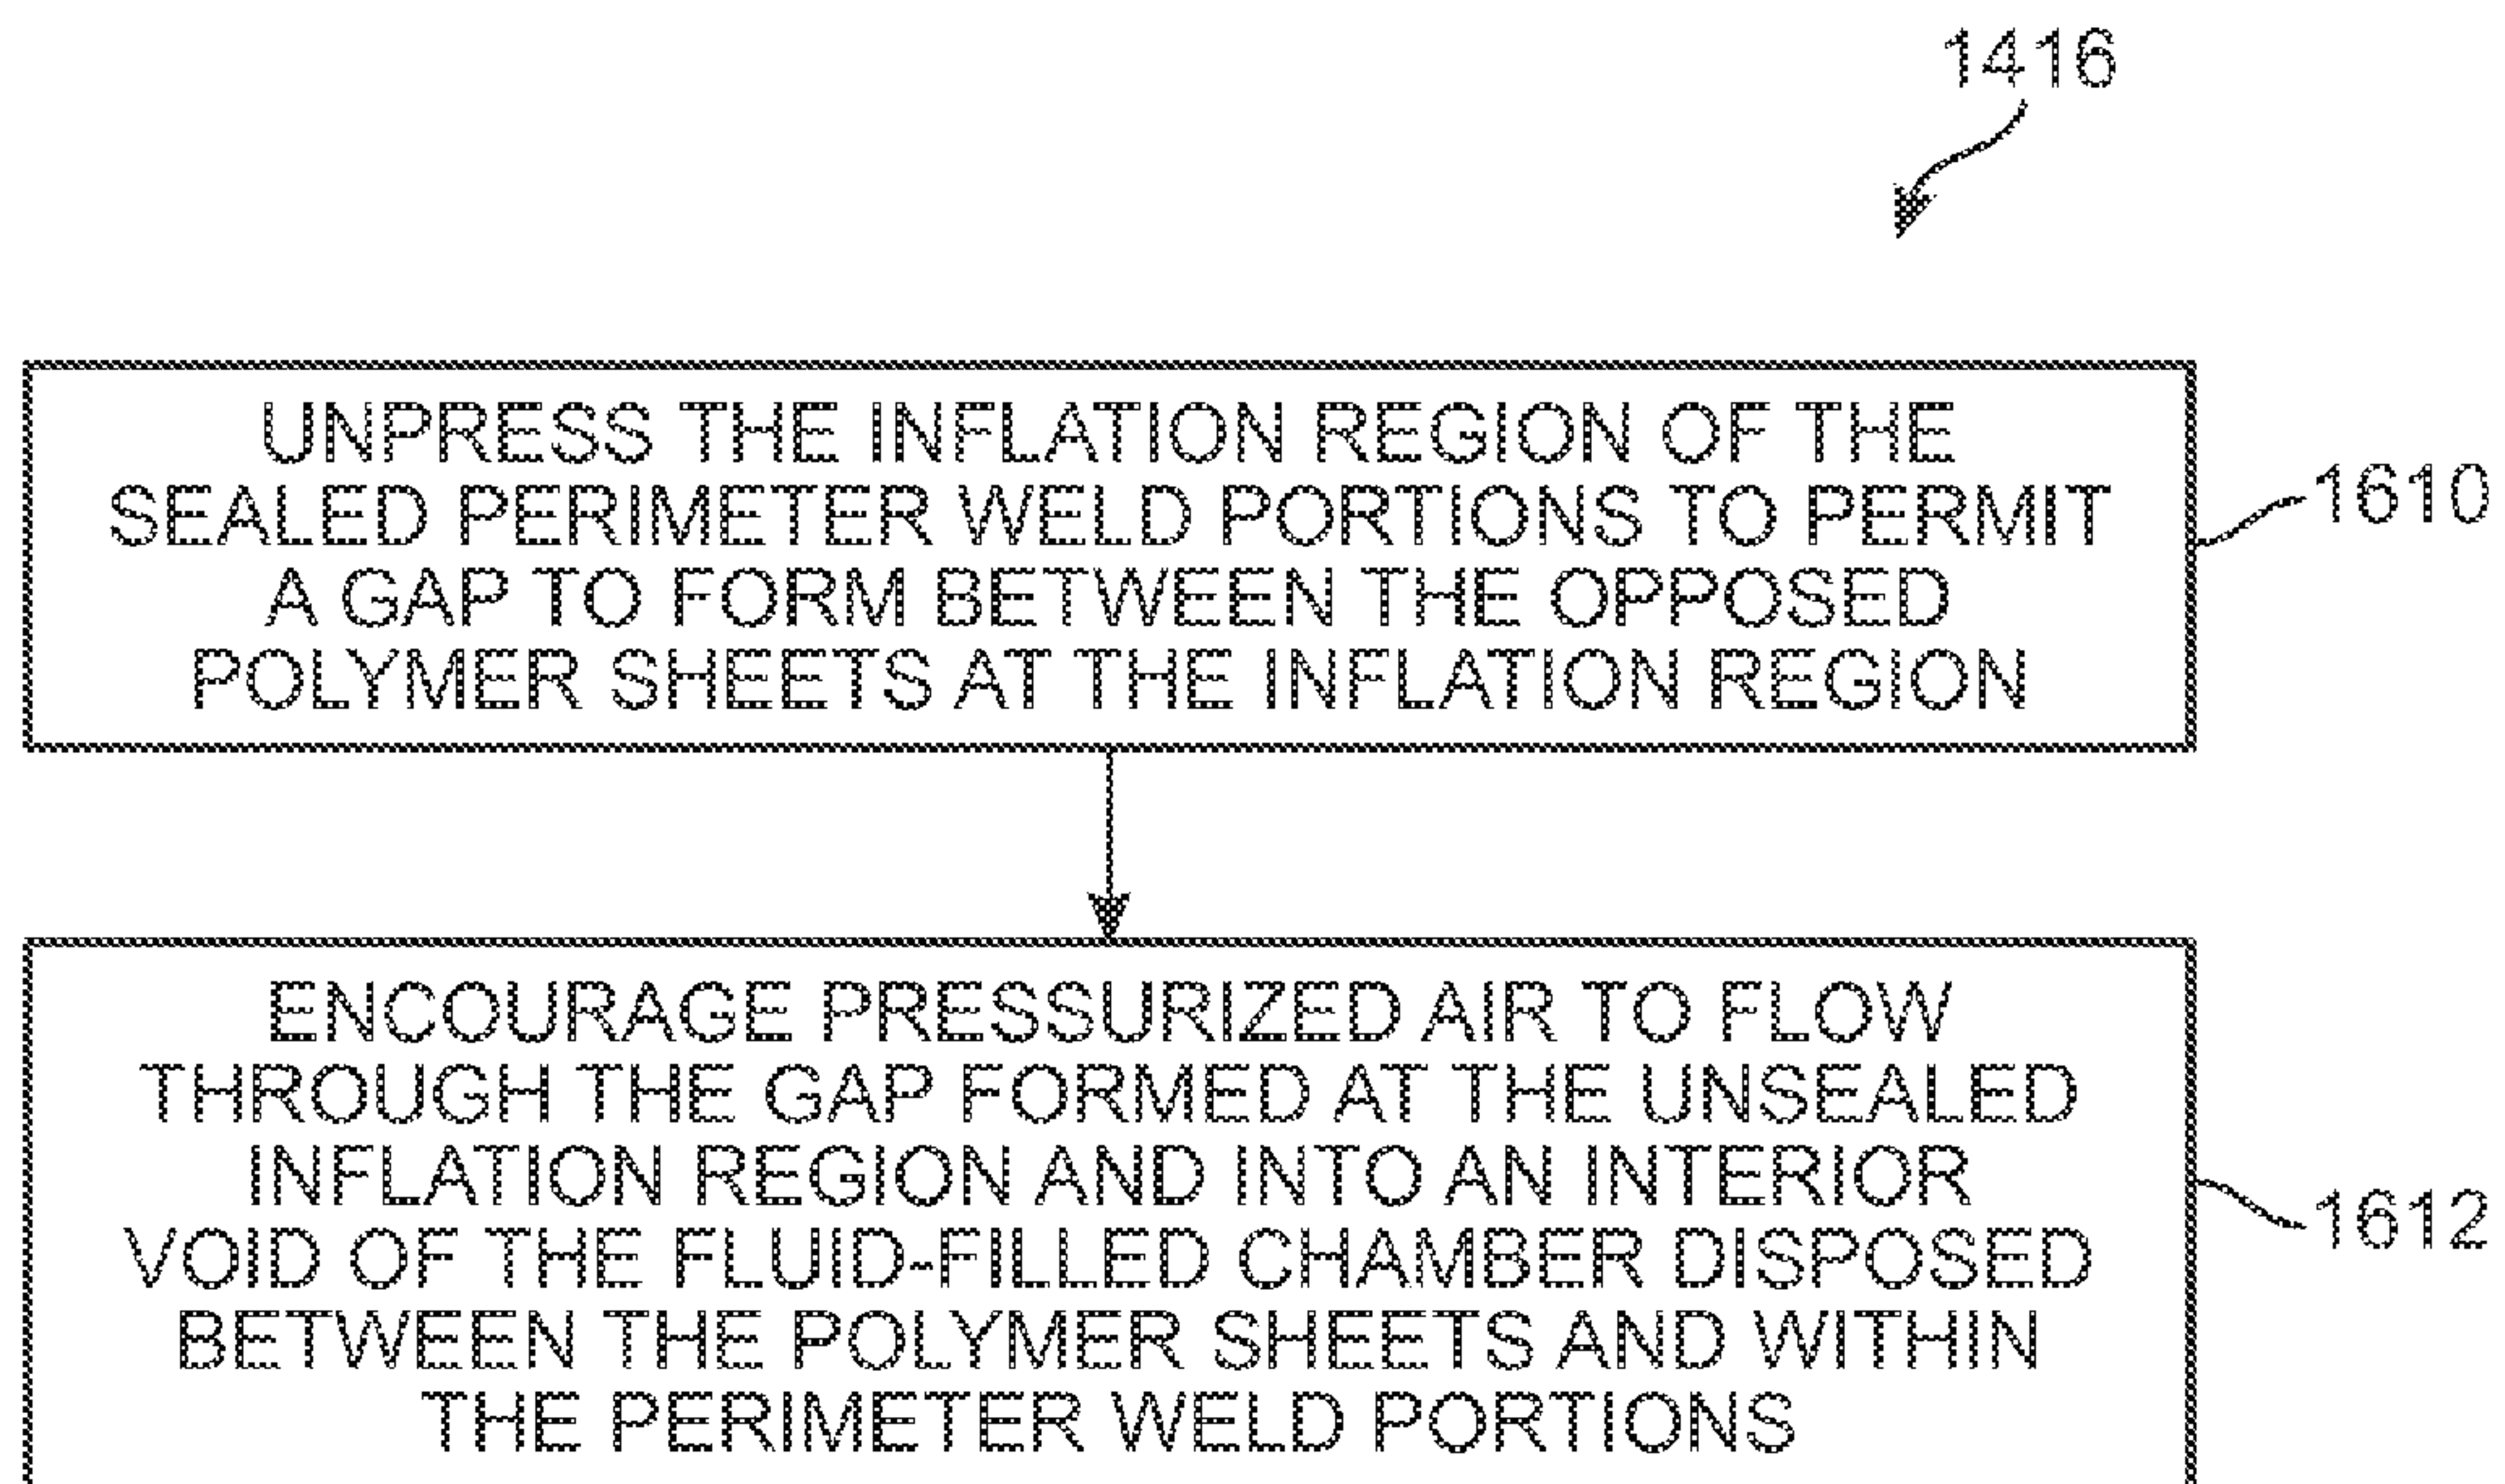 1416
UNPRESS THE INFLATION REGION OF THE
SEALED PERIMETER WELD PORTIONS TO PERMIT
A GAP TO FORM BETWEEN THE OPPOSED
POLYMER SHEETS AT THE INFLATION REGION
1610
ENCOURAGE PRESSURIZED AIR TO FLOW
THROUGH THE GAP FORMED AT THE UNSEALED
INFLATION REGION AND INTO AN INTERIOR
VOID OF THE FLUID-FILLED CHAMBER DISPOSED
BETWEEN THE POLYMER SHEETS AND WITHIN
THE PERIMETER WELD PORTIONS
1612